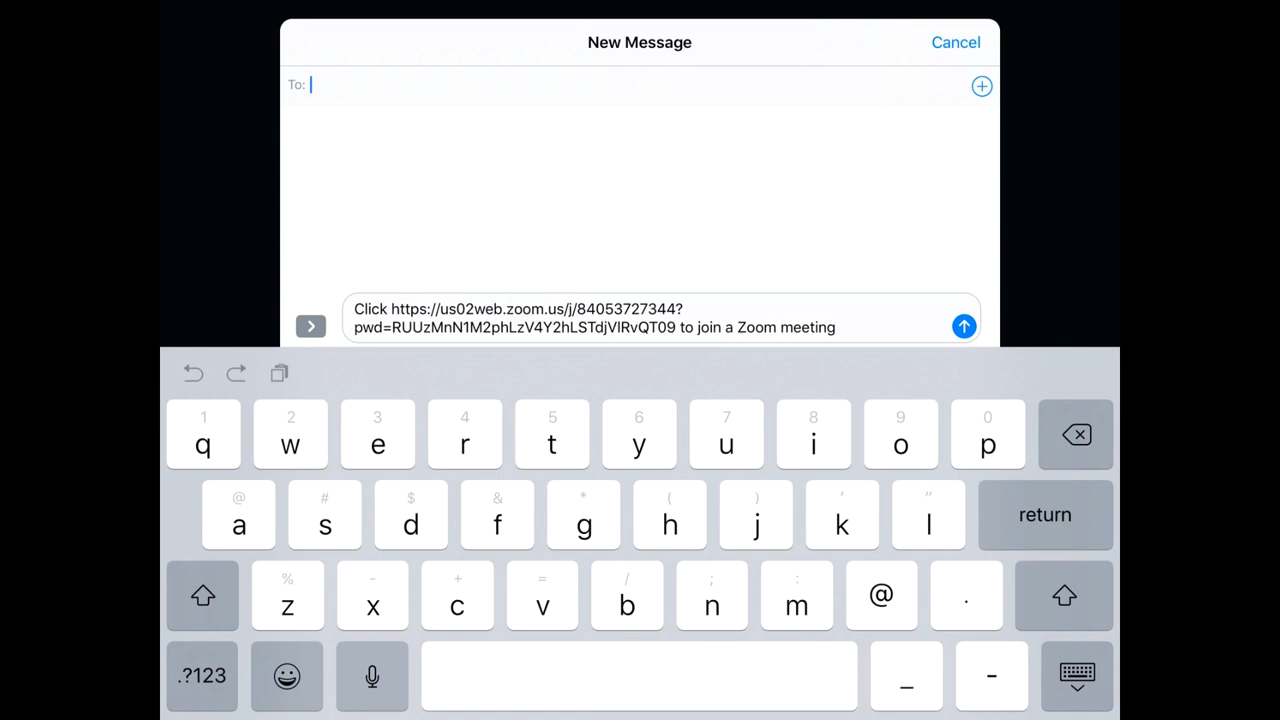 New Message
Cancel
To:
Click https://us02web.zoom.us/j/84053727344?
pwd=RUUzMnN1M2phLzV4Y2hLSTdjVlRvQT09 to join a Zoom meeting
1 2 3 4 5 6 7 8 9 0
q w e r t y u i o p
@ # $ & * ( ) ' "
a s d f g h j k l return
% - + = / ; :
z x c v b n m @ .
.?123 _ -